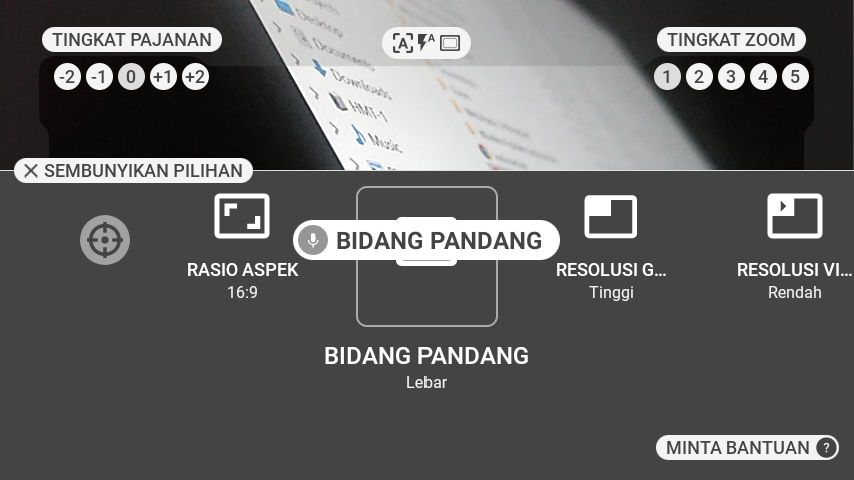 TINGKAT PAJANAN
-2 -1 0 +1 +2
A
A
TINGKAT ZOOM
1 2 3 4 5
Desktop
Documents
Downloads
HMT-1
Music
SEMBUNYIKAN PILIHAN
BIDANG PANDANG
RASIO ASPEK
16:9
RESOLUSI G...
Tinggi
RESOLUSI VI...
Rendah
BIDANG PANDANG
Lebar
MINTA BANTUAN ?